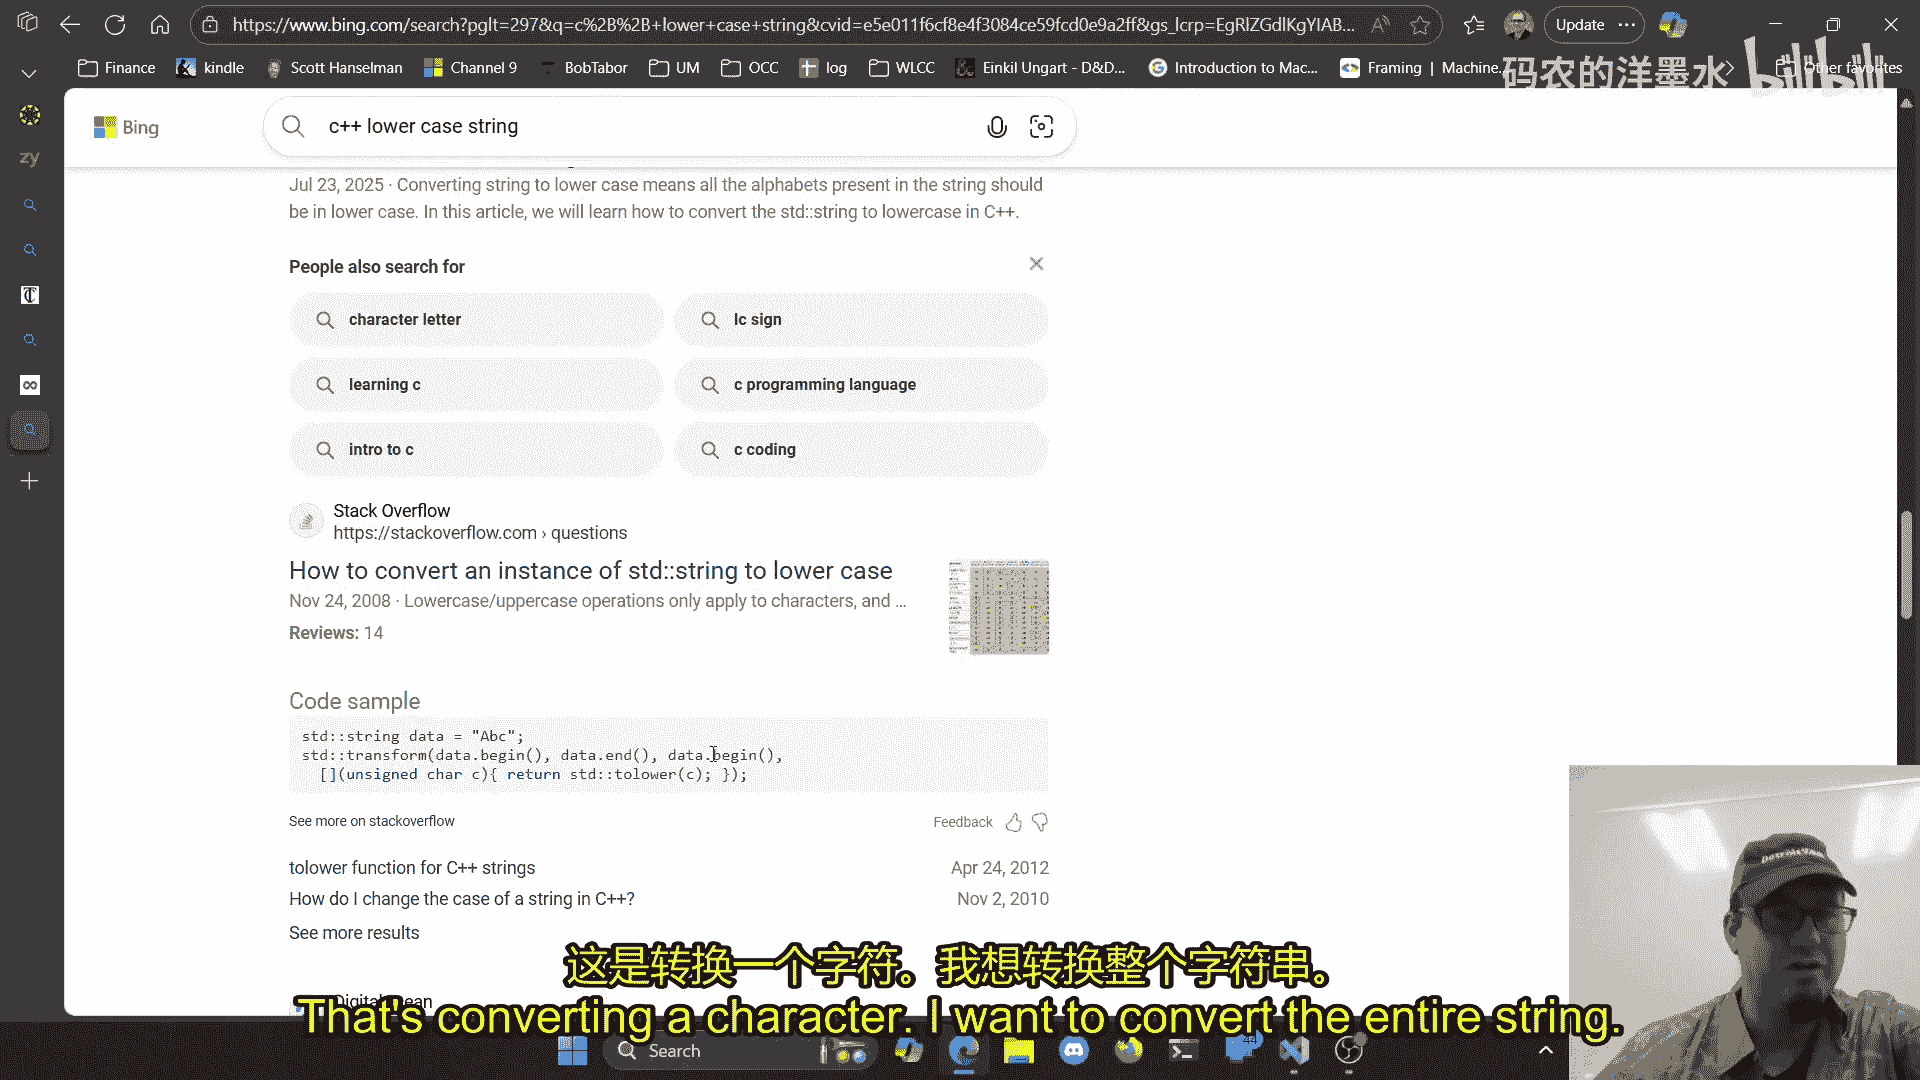 https://www.bing.com/search?pglt=297&q=c%2B%2B+lower+case+string&cvid=e5e011f6cf8e4f3084ce59fcd0e9a2ff&gs_lcrp=EgRlZGdlKgYIAB...
Update
Finance
kindle
Scott Hanselman
Channel 9
BobTabor
UM
OCC
log
WLCC
Einkil Ungart - D&D...
Introduction to Mac...
Framing | Machine...
Other favorites
码农的洋墨水
bilibili
zy
Bing
c++ lower case string
Jul 23, 2025 · Converting string to lower case means all the alphabets present in the string should
be in lower case. In this article, we will learn how to convert the std::string to lowercase in C++.
People also search for
character letter
lc sign
learning c
c programming language
intro to c
c coding
Stack Overflow
https://stackoverflow.com › questions
How to convert an instance of std::string to lower case
Nov 24, 2008 · Lowercase/uppercase operations only apply to characters, and ...
Reviews: 14
Code sample
std::string data = "Abc";
std::transform(data.begin(), data.end(), data.begin(),
[](unsigned char c){ return std::tolower(c); });
See more on stackoverflow
Feedback
tolower function for C++ strings
Apr 24, 2012
How do I change the case of a string in C++?
Nov 2, 2010
See more results
这是转换一个字符。我想转换整个字符串。
That's converting a character. I want to convert the entire string.
Search
44